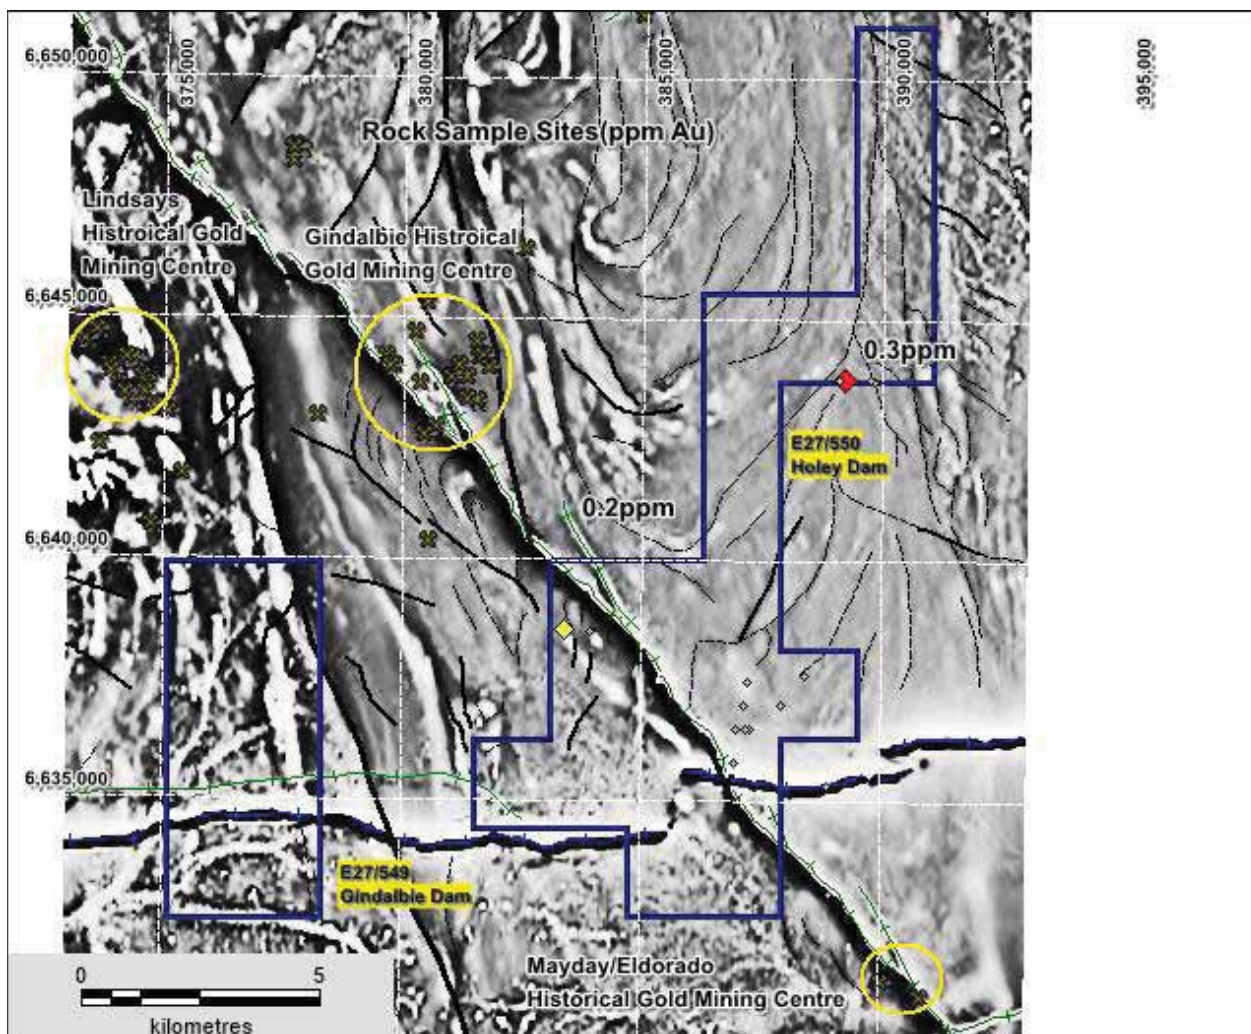 6,650,000
375,000
380,000
385,000
390,000
395,000
Rock Sample Sites(ppm Au)
Lindsays
Histroical Gold
Mining Centre
Gindalbie Histroical
Gold Mining Centre
6,645,000
0.3ppm
E27/550
Holey Dam
0.2ppm
6,640,000
6,635,000
E27/549
Gindalbie Dam
Mayday/Eldorado
Historical Gold Mining Centre
0 5
kilometres